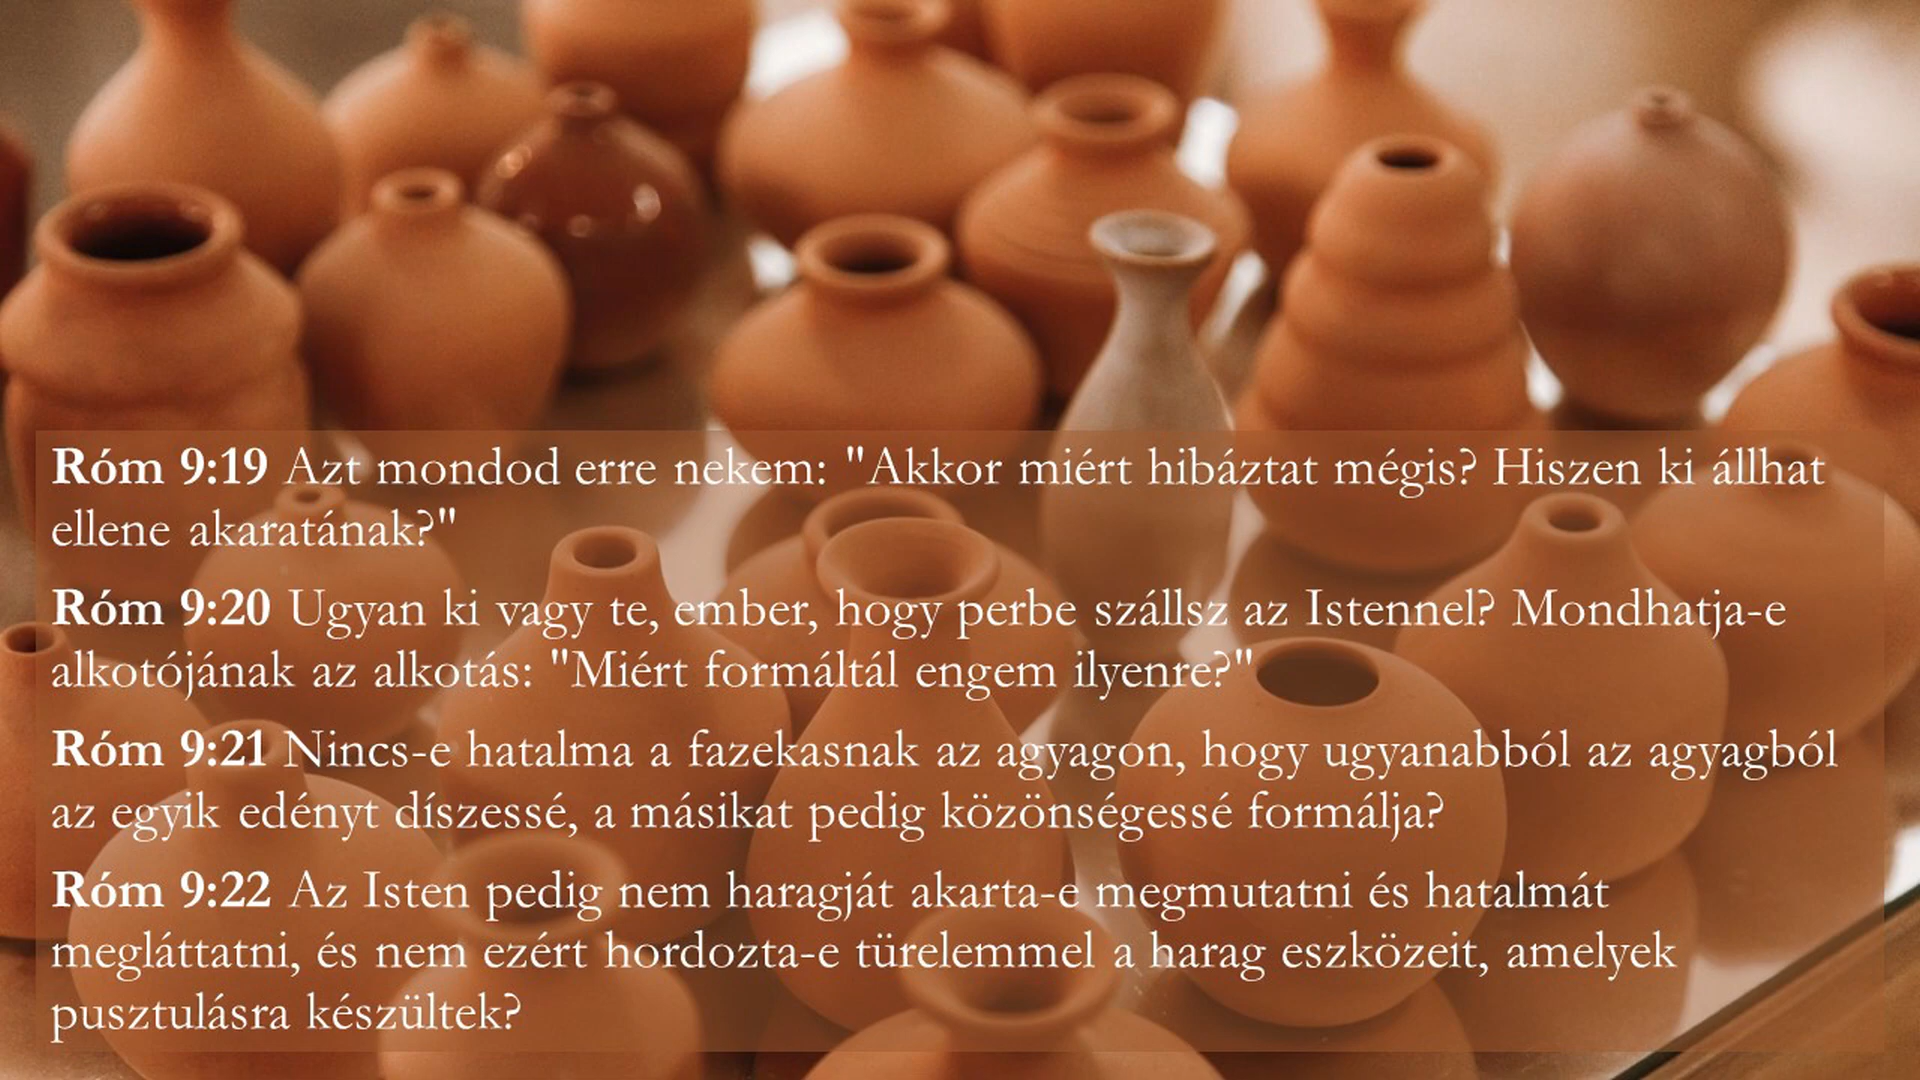 Róm 9:19 Azt mondod erre nekem: "Akkor miért hibáztat mégis? Hiszen ki állhat
ellene akaratának?"
Róm 9:20 Ugyan ki vagy te, ember, hogy perbe szállsz az Istennel? Mondhatja-e
alkotójának az alkotás: "Miért formáltál engem ilyenre?"
Róm 9:21 Nincs-e hatalma a fazekasnak az agyagon, hogy ugyanabból az agyagból
az egyik edényt díszessé, a másikat pedig közönségessé formálja?
Róm 9:22 Az Isten pedig nem haragját akarta-e megmutatni és hatalmát
megláttatni, és nem ezért hordozta-e türelemmel a harag eszközeit, amelyek
pusztulásra készültek?